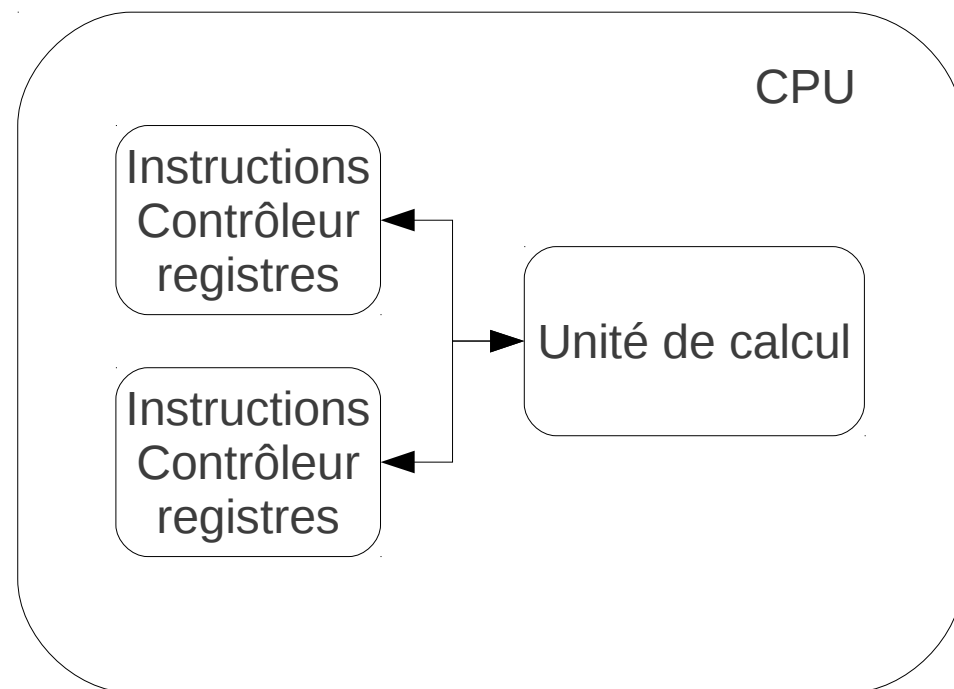 CPU
Instructions
Contrôleur
registres
Unité de calcul
Instructions
Contrôleur
registres